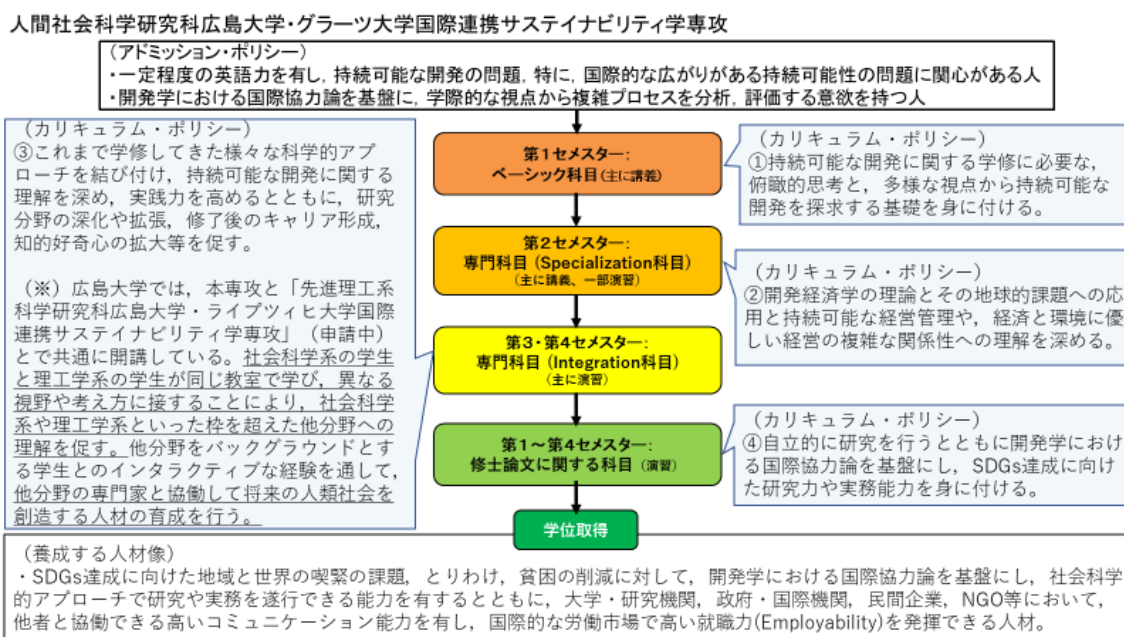 人間社会科学研究科広島大学・グラーツ大学国際連携サステイナビリティ学専攻
（アドミッション・ポリシー）
・一定程度の英語力を有し，持続可能な開発の問題，特に，国際的な広がりがある持続可能性の問題に関心がある人
・開発学における国際協力論を基盤に，学際的な視点から複雑プロセスを分析，評価する意欲を持つ人
第１セメスター：
ベーシック科目（主に講義）
（カリキュラム・ポリシー）
①持続可能な開発に関する学修に必要な，
俯瞰的思考と，多様な視点から持続可能な
開発を探求する基礎を身に付ける。
第２セメスター：
専門科目（Specialization科目）
（主に講義、一部演習）
（カリキュラム・ポリシー）
②開発経済学の理論とその地球的課題への応
用と持続可能な経営管理や，経済と環境に優
しい経営の複雑な関係性への理解を深める。
第３・第４セメスター：
専門科目（Integration科目）
（主に演習）
（カリキュラム・ポリシー）
③これまで学修してきた様々な科学的アプ
ローチを結び付け，持続可能な開発に関する
理解を深め，実践力を高めるとともに，研究
分野の深化や拡張，修了後のキャリア形成，
知的好奇心の拡大等を促す。
（※）広島大学では，本専攻と「先進理工系
科学研究科広島大学・ライプツィヒ大学国際
連携サステイナビリティ学専攻」（申請中）
とで共通に開講している。社会科学系の学生
と理工学系の学生が同じ教室で学び，異なる
視野や考え方に接することにより，社会科学
系や理工学系といった枠を超えた他分野への
理解を促す。他分野をバックグラウンドとす
る学生とのインタラクティブな経験を通して，
他分野の専門家と協働して将来の人類社会を
創造する人材の育成を行う。
第１～第４セメスター：
修士論文に関する科目（演習）
（カリキュラム・ポリシー）
④自立的に研究を行うとともに開発学におけ
る国際協力論を基盤にし，SDGs達成に向け
た研究力や実務能力を身に付ける。
学位取得
（養成する人材像）
・SDGs達成に向けた地域と世界の喫緊の課題，とりわけ，貧困の削減に対して，開発学における国際協力論を基盤にし，社会科学
的アプローチで研究や実務を遂行できる能力を有するとともに，大学・研究機関，政府・国際機関，民間企業，NGO等において，
他者と協働できる高いコミュニケーション能力を有し，国際的な労働市場で高い就職力(Employability)を発揮できる人材。